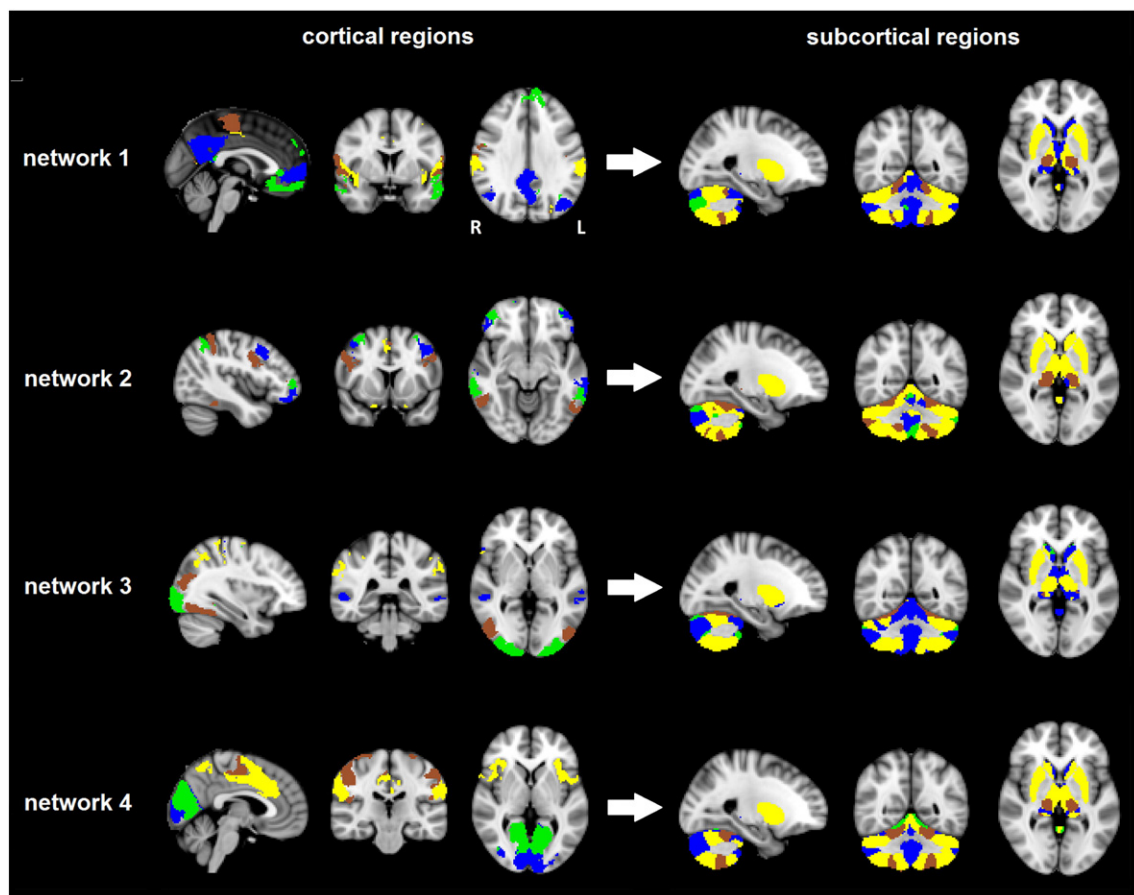 cortical regions
subcortical regions
network 1
R
L
network 2
network 3
network 4